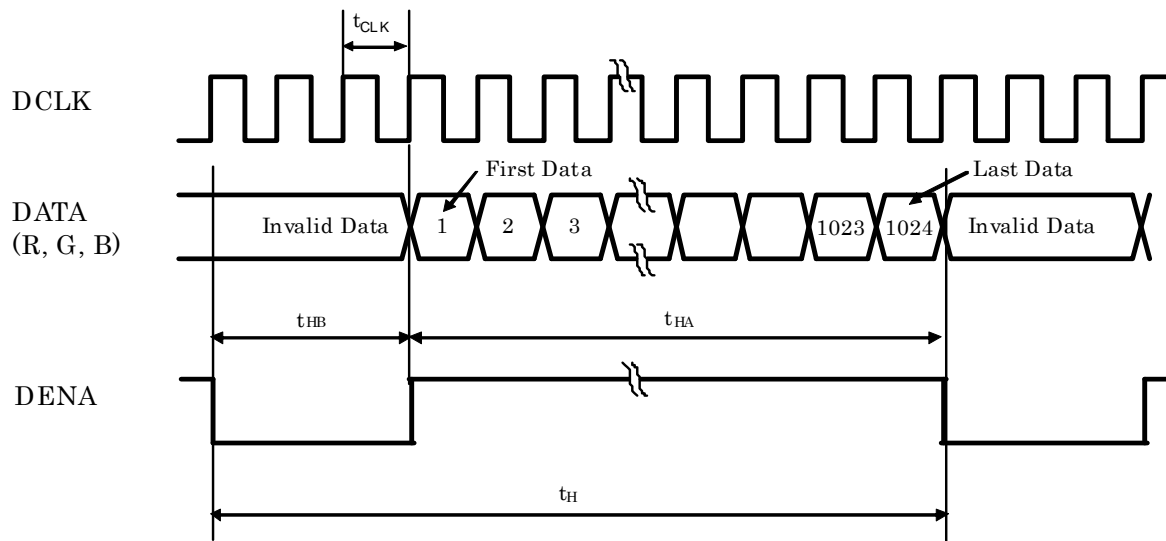 tCLK
DCLK
First Data
Last Data
DATA
(R, G, B)
Invalid Data
1
2
3
1023
1024
Invalid Data
tHB
tHA
DENA
tH